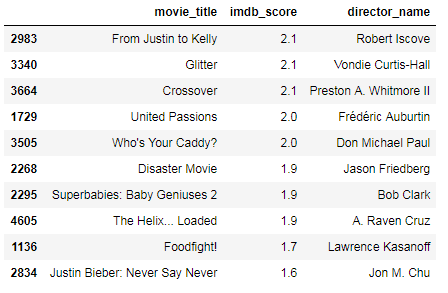 movie_title imdb_score director_name
2983 From Justin to Kelly 2.1 Robert Iscove
3340 Glitter 2.1 Vondie Curtis-Hall
3664 Crossover 2.1 Preston A. Whitmore II
1729 United Passions 2.0 Frédéric Auburtin
3505 Who's Your Caddy? 2.0 Don Michael Paul
2268 Disaster Movie 1.9 Jason Friedberg
2295 Superbabies: Baby Geniuses 2 1.9 Bob Clark
4605 The Helix... Loaded 1.9 A. Raven Cruz
1136 Foodfight! 1.7 Lawrence Kasanoff
2834 Justin Bieber: Never Say Never 1.6 Jon M. Chu